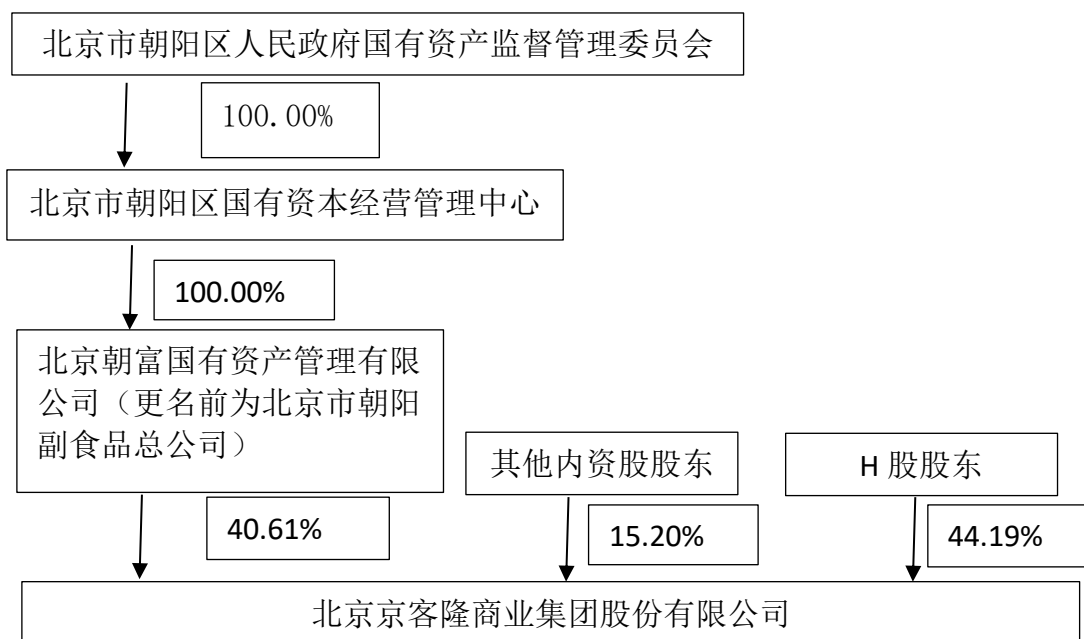 北京市朝阳区人民政府国有资产监督管理委员会
100.00%
北京市朝阳区国有资本经营管理中心
100.00%
北京朝富国有资产管理有限
公司（更名前为北京市朝阳
副食品总公司）
其他内资股股东
H 股股东
40.61%
15.20%
44.19%
北京京客隆商业集团股份有限公司